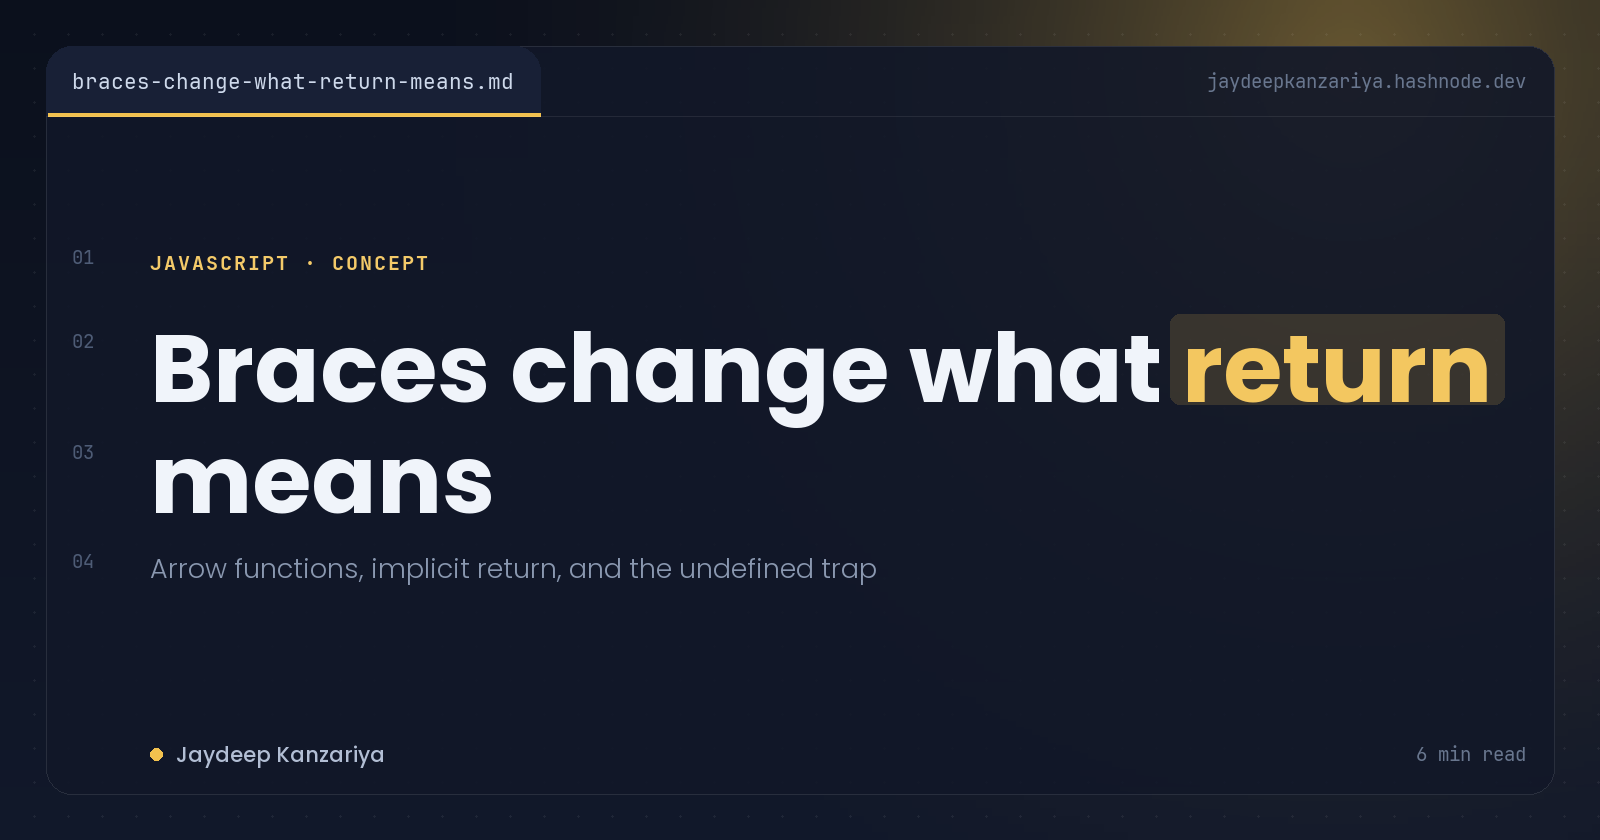 braces-change-what-return-means.md
jaydeepkanzariya.hashnode.dev
01
JAVASCRIPT · CONCEPT
02
Braces change what return
03
means
04
Arrow functions, implicit return, and the undefined trap
Jaydeep Kanzariya
6 min read